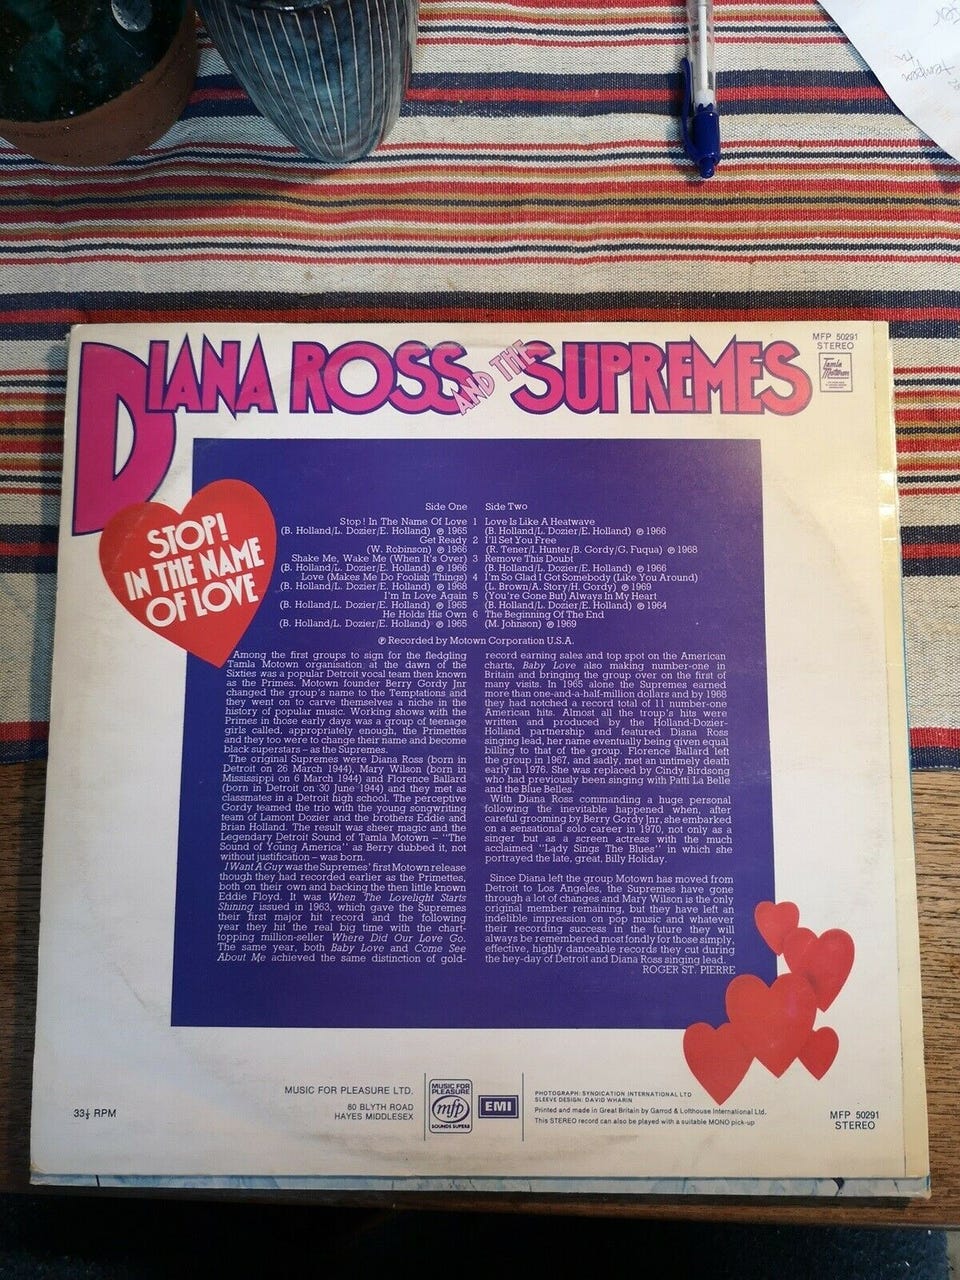 DIANA ROSS AND THE SUPREMES
MFP 50291
STEREO
Tamla
Motown
STOP!
IN THE NAME
OF LOVE
Side One
Stop! In The Name Of Love 1
(B. Holland/L. Dozier/E. Holland) ℗ 1965
Get Ready 2
(W. Robinson) ℗ 1966
Shake Me, Wake Me (When It's Over) 3
(B. Holland/L. Dozier/E. Holland) ℗ 1966
Love (Makes Me Do Foolish Things) 4
(B. Holland/L. Dozier/E. Holland) ℗ 1968
I'm In Love Again 5
(B. Holland/L. Dozier/E. Holland) ℗ 1965
He Holds His Own 6
(B. Holland/L. Dozier/E. Holland) ℗ 1965
Side Two
Love Is Like A Heatwave
(B. Holland/L. Dozier/E. Holland) ℗ 1966
I'll Set You Free
(R. Tener/I. Hunter/B. Gordy/G. Fuqua) ℗ 1968
Remove This Doubt
(B. Holland/L. Dozier/E. Holland) ℗ 1966
I'm So Glad I Got Somebody (Like You Around)
(L. Brown/A. Story/H. Gordy) ℗ 1969
(You're Gone But) Always In My Heart
(B. Holland/L. Dozier/E. Holland) ℗ 1964
The Beginning Of The End
(M. Johnson) ℗ 1969
℗ Recorded by Motown Corporation U.S.A.
Among the first groups to sign for the fledgling
Tamla Motown organisation at the dawn of the
Sixties was a popular Detroit vocal team then known
as the Primes. Motown founder Berry Gordy Jnr
changed the group's name to the Temptations and
they went on to carve themselves a niche in the
history of popular music. Working shows with the
Primes in those early days was a group of teenage
girls called, appropriately enough, the Primettes
and they too were to change their name and become
black superstars – as the Supremes.
The original Supremes were Diana Ross (born in
Detroit on 26 March 1944), Mary Wilson (born in
Mississippi on 6 March 1944) and Florence Ballard
(born in Detroit on 30 June 1944) and they met as
classmates in a Detroit high school. The perceptive
Gordy teamed the trio with the young songwriting
team of Lamont Dozier and the brothers Eddie and
Brian Holland. The result was sheer magic and the
Legendary Detroit Sound of Tamla Motown – "The
Sound of Young America" as Berry dubbed it, not
without justification – was born.
I Want A Guy was the Supremes' first Motown release
though they had recorded earlier as the Primettes,
both on their own and backing the then little known
Eddie Floyd. It was When The Lovelight Starts
Shining issued in 1963, which gave the Supremes
their first major hit record and the following
year they hit the real big time with the chart-
topping million-seller Where Did Our Love Go.
The same year, both Baby Love and Come See
About Me achieved the same distinction of gold-
record earning sales and top spot on the American
charts, Baby Love also making number-one in
Britain and bringing the group over on the first of
many visits. In 1965 alone the Supremes earned
more than one-and-a-half-million dollars and by 1968
they had notched a record total of 11 number-one
American hits. Almost all the troup's hits were
written and produced by the Holland-Dozier-
Holland partnership and featured Diana Ross
singing lead, her name eventually being given equal
billing to that of the group. Florence Ballard left
the group in 1967, and sadly, met an untimely death
early in 1976. She was replaced by Cindy Birdsong
who had previously been singing with Patti La Belle
and the Blue Belles.
With Diana Ross commanding a huge personal
following the inevitable happened when, after
careful grooming by Berry Gordy Jnr, she embarked
on a sensational solo career in 1970, not only as a
singer but as a screen actress with the much
acclaimed "Lady Sings The Blues" in which she
portrayed the late, great, Billy Holiday.
Since Diana left the group Motown has moved from
Detroit to Los Angeles, the Supremes have gone
through a lot of changes and Mary Wilson is the only
original member remaining, but they have left an
indelible impression on pop music and whatever
their recording success in the future they will
always be remembered most fondly for those simply,
effective, highly danceable records they cut during
the hey-day of Detroit and Diana Ross singing lead.
ROGER ST. PIERRE
33⅓ RPM
MUSIC FOR PLEASURE LTD.
80 BLYTH ROAD
HAYES MIDDLESEX
MUSIC FOR
PLEASURE
mfp
SOUNDS SUPERB
EMI
PHOTOGRAPH: SYNDICATION INTERNATIONAL LTD
SLEEVE DESIGN: DAVID WHARIN
Printed and made in Great Britain by Garrod & Lofthouse International Ltd.
This STEREO record can also be played with a suitable MONO pick-up
MFP 50291
STEREO